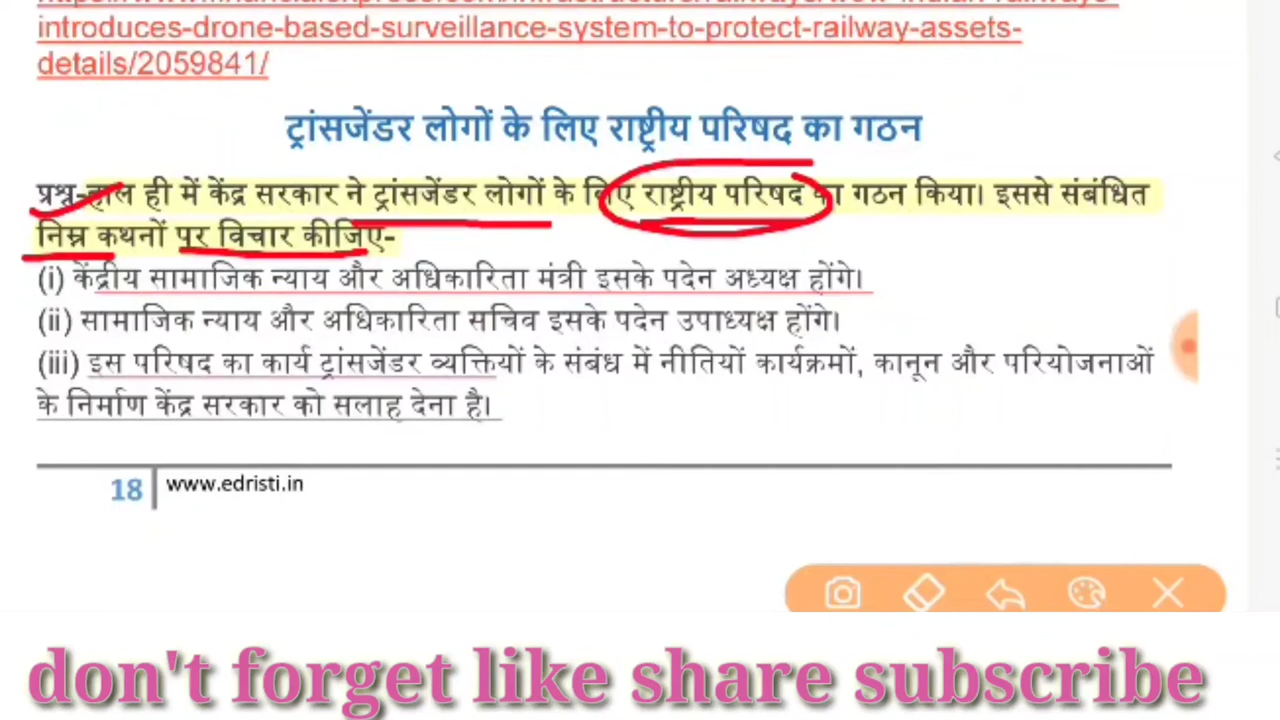 introduces-drone-based-surveillance-system-to-protect-railway-assets-
details/2059841/
ट्रांसजेंडर लोगों के लिए राष्ट्रीय परिषद का गठन
प्रश्न-हाल ही में केंद्र सरकार ने ट्रांसजेंडर लोगों के लिए राष्ट्रीय परिषद का गठन किया। इससे संबंधित
निम्न कथनों पर विचार कीजिए-
(i) केंद्रीय सामाजिक न्याय और अधिकारिता मंत्री इसके पदेन अध्यक्ष होंगे।
(ii) सामाजिक न्याय और अधिकारिता सचिव इसके पदेन उपाध्यक्ष होंगे।
(iii) इस परिषद का कार्य ट्रांसजेंडर व्यक्तियों के संबंध में नीतियों कार्यक्रमों, कानून और परियोजनाओं
के निर्माण केंद्र सरकार को सलाह देना है।
18 www.edristi.in
don't forget like share subscribe